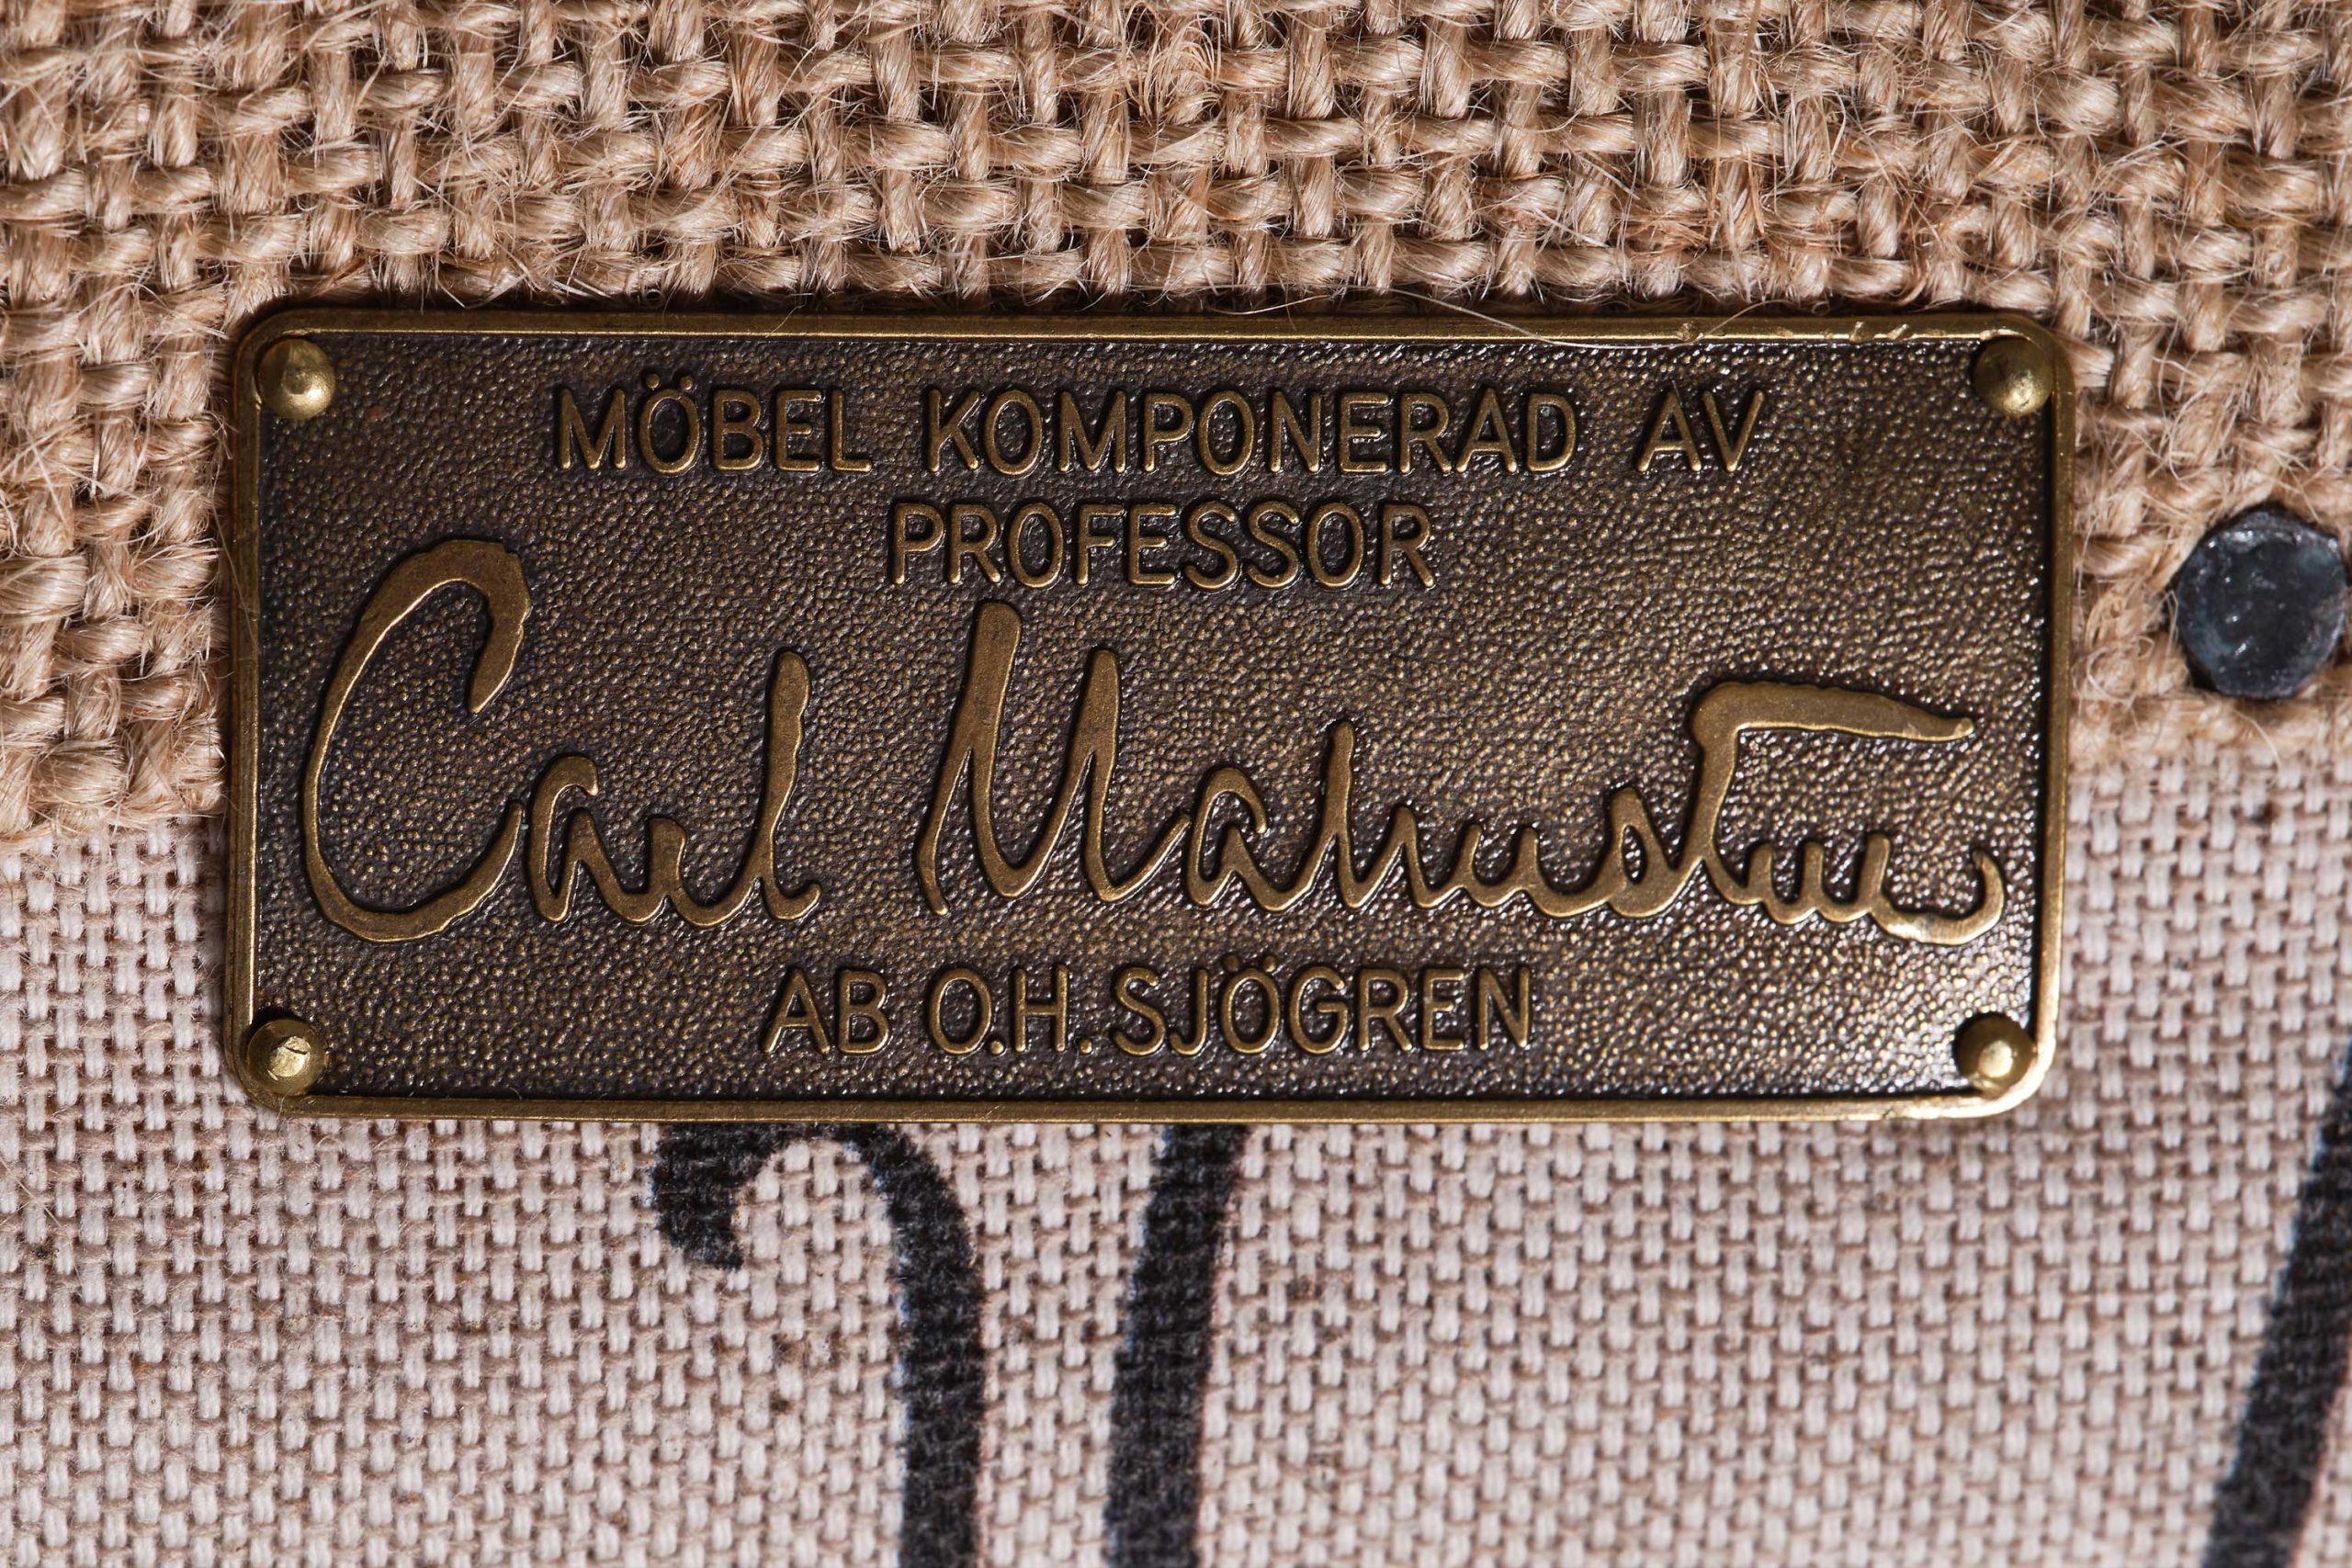 MÖBEL KOMPONERAD AV
PROFESSOR
Carl Malmsten
AB O.H. SJÖGREN